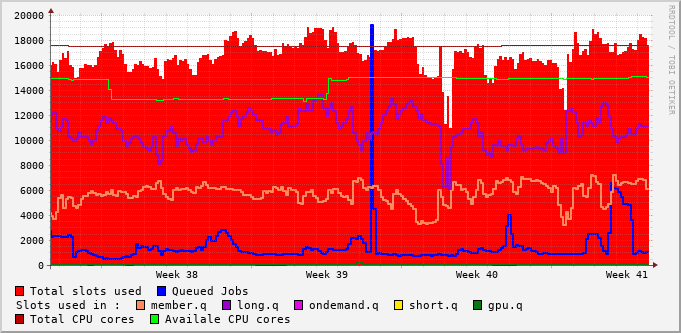 20000
18000
16000
14000
12000
10000
8000
6000
4000
2000
0
Week 38 Week 39 Week 40 Week 41
RRDTOOL / TOBI OETIKER
Total slots used Queued Jobs
Slots used in : member.q long.q ondemand.q short.q gpu.q
Total CPU cores Availale CPU cores